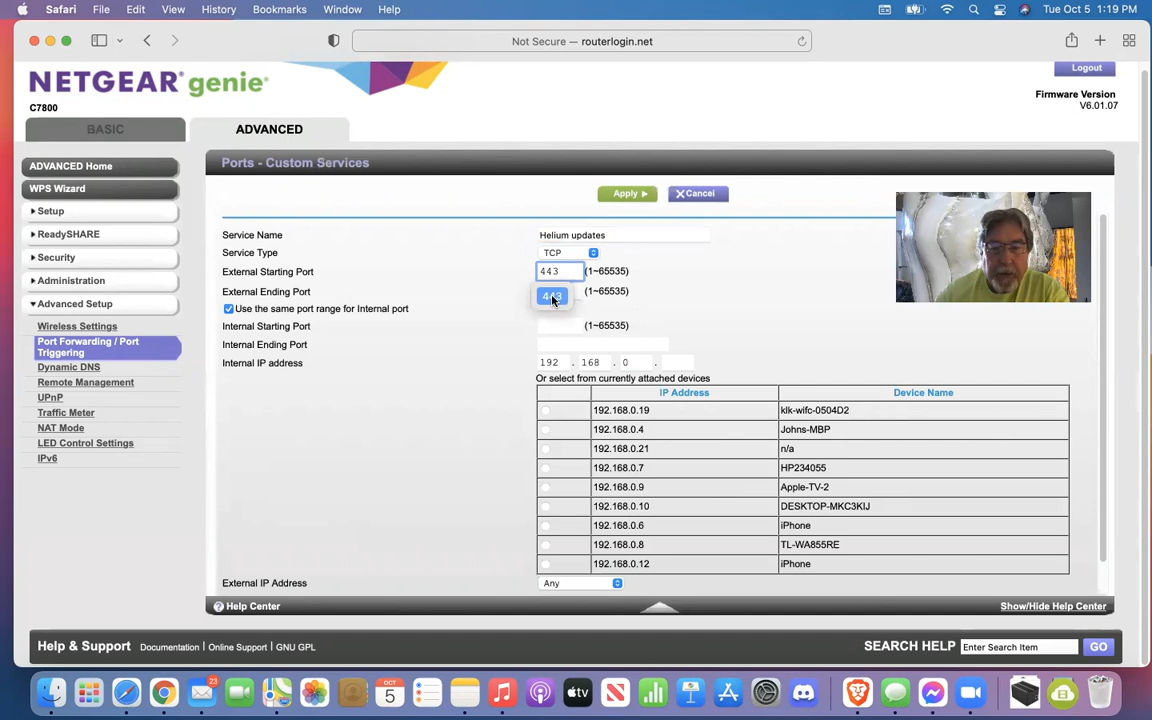 Safari File Edit View History Bookmarks Window Help Tue Oct 5 1:19 PM
Not Secure — routerlogin.net
NETGEAR® genie®
Logout
C7800
Firmware Version
V6.01.07
BASIC
ADVANCED
ADVANCED Home
WPS Wizard
Setup
ReadySHARE
Security
Administration
Advanced Setup
Wireless Settings
Port Forwarding / Port
Triggering
Dynamic DNS
Remote Management
UPnP
Traffic Meter
NAT Mode
LED Control Settings
IPv6
Ports - Custom Services
Apply
Cancel
Service Name Helium updates
Service Type TCP
External Starting Port 443 (1~65535)
443
External Ending Port (1~65535)
Use the same port range for Internal port
Internal Starting Port (1~65535)
Internal Ending Port
Internal IP address 192 . 168 . 0 .
Or select from currently attached devices
IP Address Device Name
192.168.0.19 klk-wifc-0504D2
192.168.0.4 Johns-MBP
192.168.0.21 n/a
192.168.0.7 HP234055
192.168.0.9 Apple-TV-2
192.168.0.10 DESKTOP-MKC3KIJ
192.168.0.6 iPhone
192.168.0.8 TL-WA855RE
192.168.0.12 iPhone
External IP Address Any
Help Center
Show/Hide Help Center
Help & Support Documentation | Online Support | GNU GPL
SEARCH HELP Enter Search Item GO
23
OCT
5